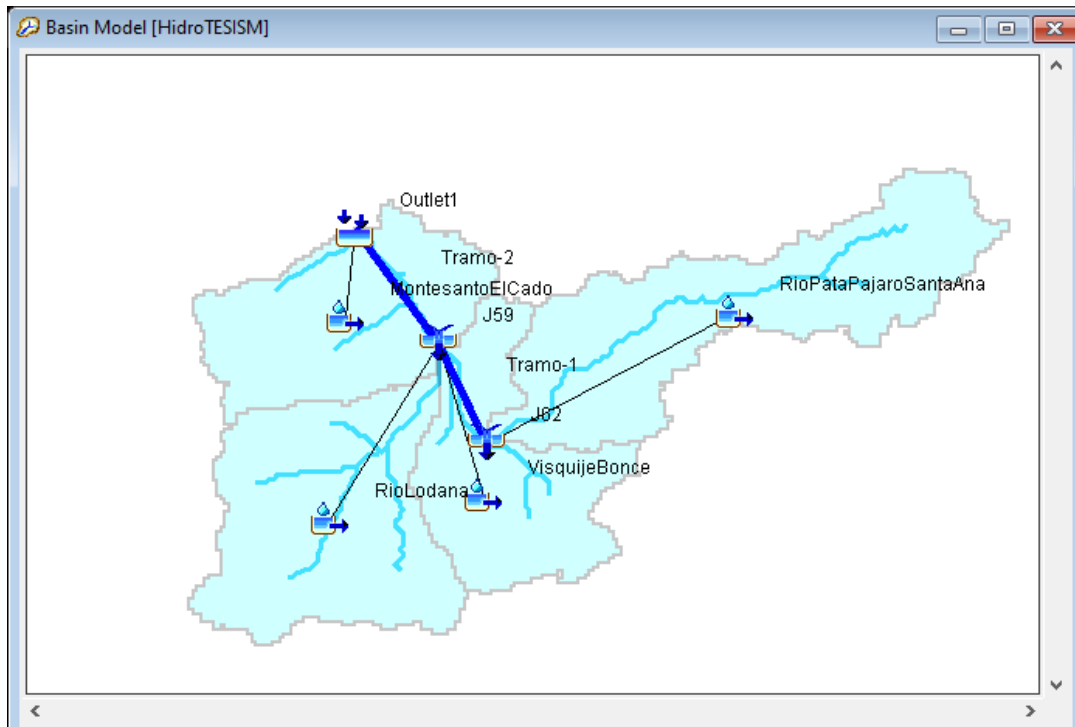 Basin Model [HidroTESISM]
Outlet1
Tramo-2
MontesantoElCado
RioPataPajaroSantaAna
J59
Tramo-1
J62
VisquijeBonce
RioLodana